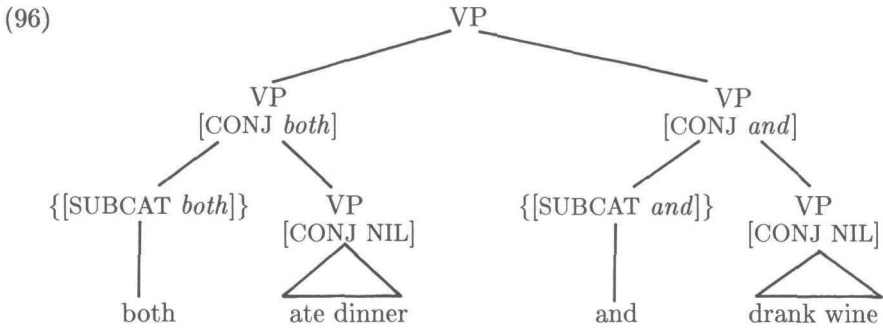 (96) VP
VP VP
[CONJ both] [CONJ and]
{[SUBCAT both]} VP {[SUBCAT and]} VP
[CONJ NIL] [CONJ NIL]
both ate dinner and drank wine